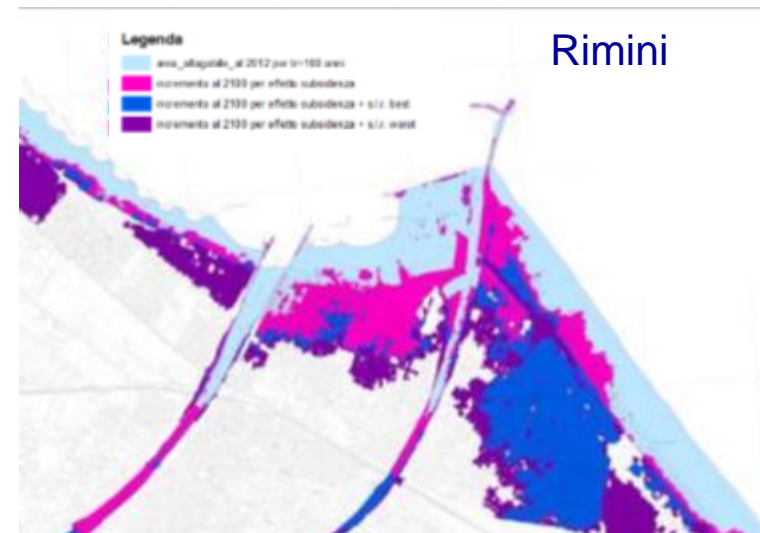 Rimini
Legenda
area_allagabile_al 2012 per tr=100 anni
incremento al 2100 per effetto subsidenza
incremento al 2100 per effetto subsidenza + s.l.r. best
incremento al 2100 per effetto subsidenza + s.l.r. worst